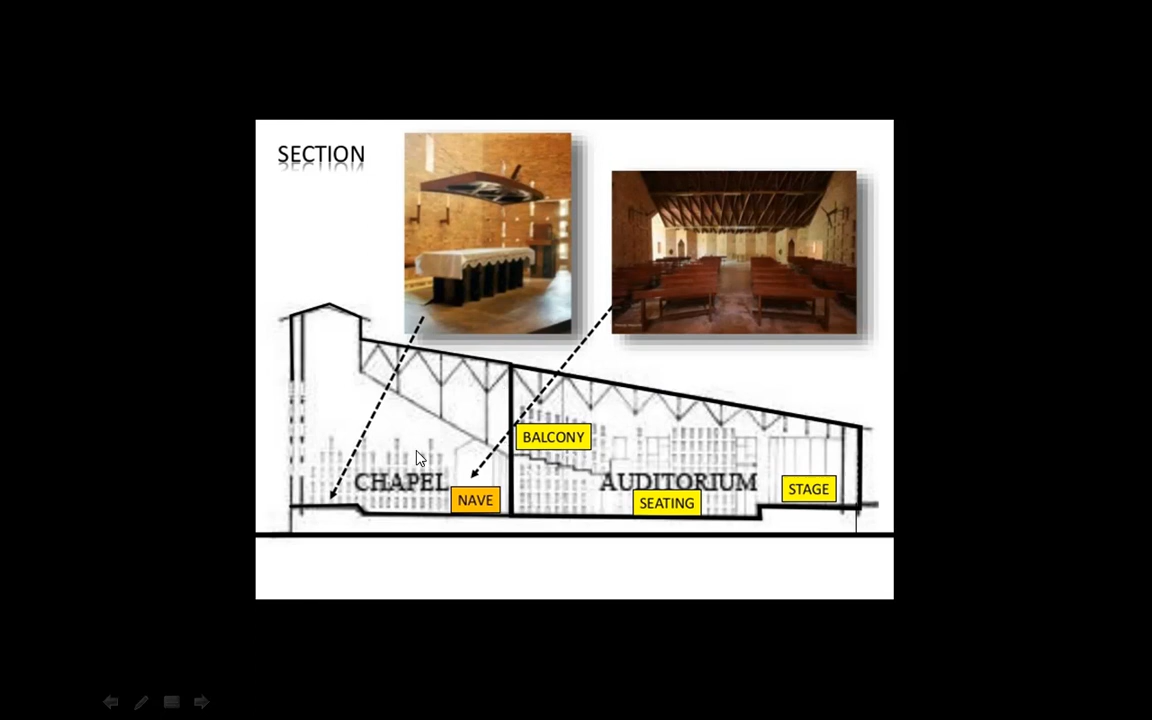 SECTION
BALCONY
CHAPEL
AUDITORIUM
NAVE
SEATING
STAGE